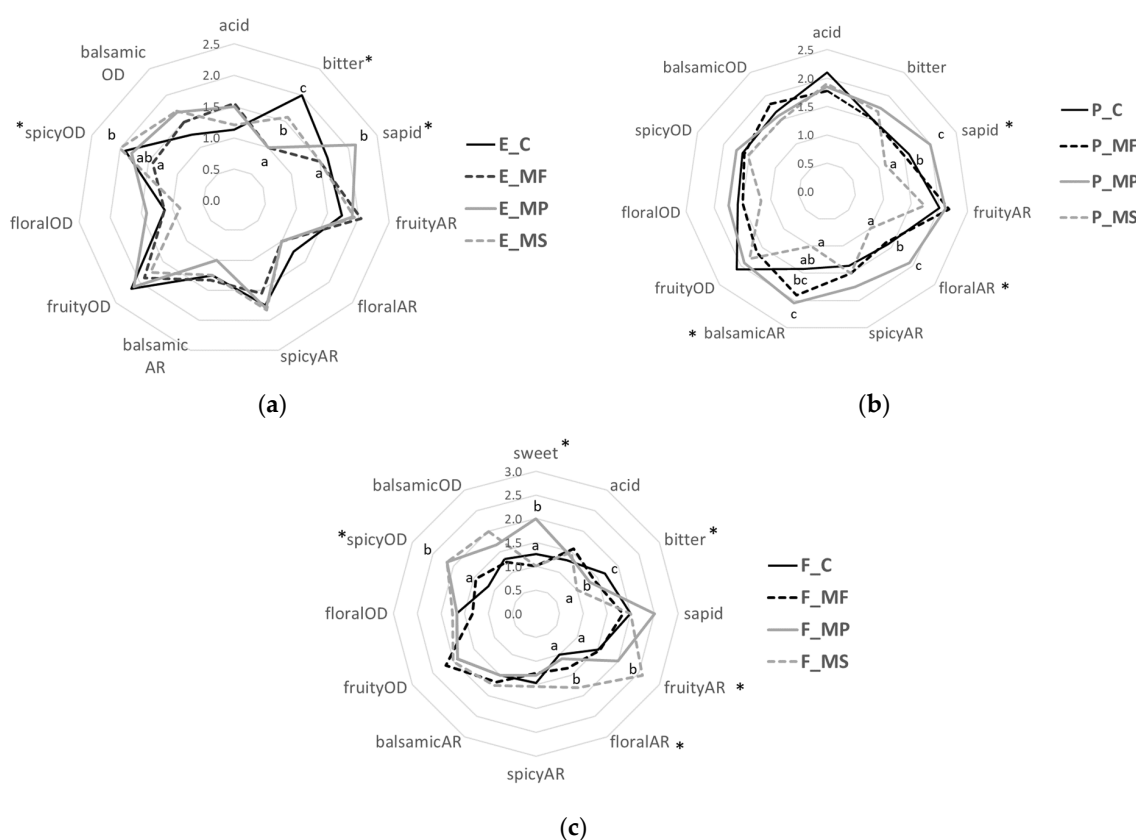 acid
2.5
2.0
1.5
1.0
0.5
0.0
balsamic
OD
bitter*
*spicyOD
sapid*
floralOD
fruityAR
fruityOD
floralAR
balsamic
AR
spicyAR
c
b
b
a
a
b
ab
a
E_C
E_MF
E_MP
E_MS
(a)
acid
2.5
2.0
1.5
1.0
0.5
0.0
balsamicOD
bitter
spicyOD
sapid *
floralOD
fruityAR
fruityOD
floralAR *
* balsamicAR
spicyAR
c
a
a
b
c
a
ab
bc
c
P_C
P_MF
P_MP
P_MS
(b)
sweet *
3.0
2.5
2.0
1.5
1.0
0.5
0.0
balsamicOD
acid
*spicyOD
bitter *
floralOD
sapid
fruityOD
fruityAR *
balsamicAR
floralAR *
spicyAR
b
a
c
b
a
a
b
a
b
b
a
F_C
F_MF
F_MP
F_MS
(c)